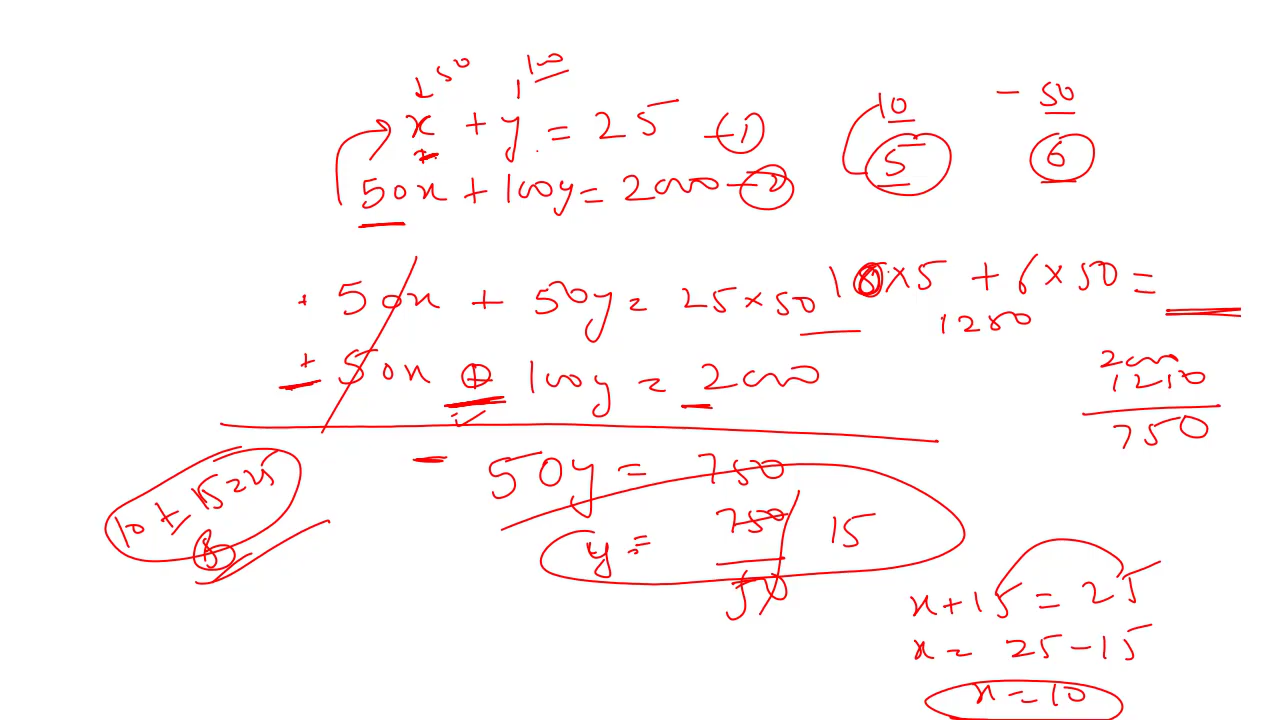 50 100
x + y = 25 - 1
50x + 100y = 2000 - 2
10 - 50
5 6
50x + 50y = 25 × 50
1250
± 50x + 100y = 2000
×5 + 6×50 =
2000
750
- 50y = 750
y = 750/50 15
10 + 15 = 25
x + 15 = 25
x = 25 - 15
x = 10